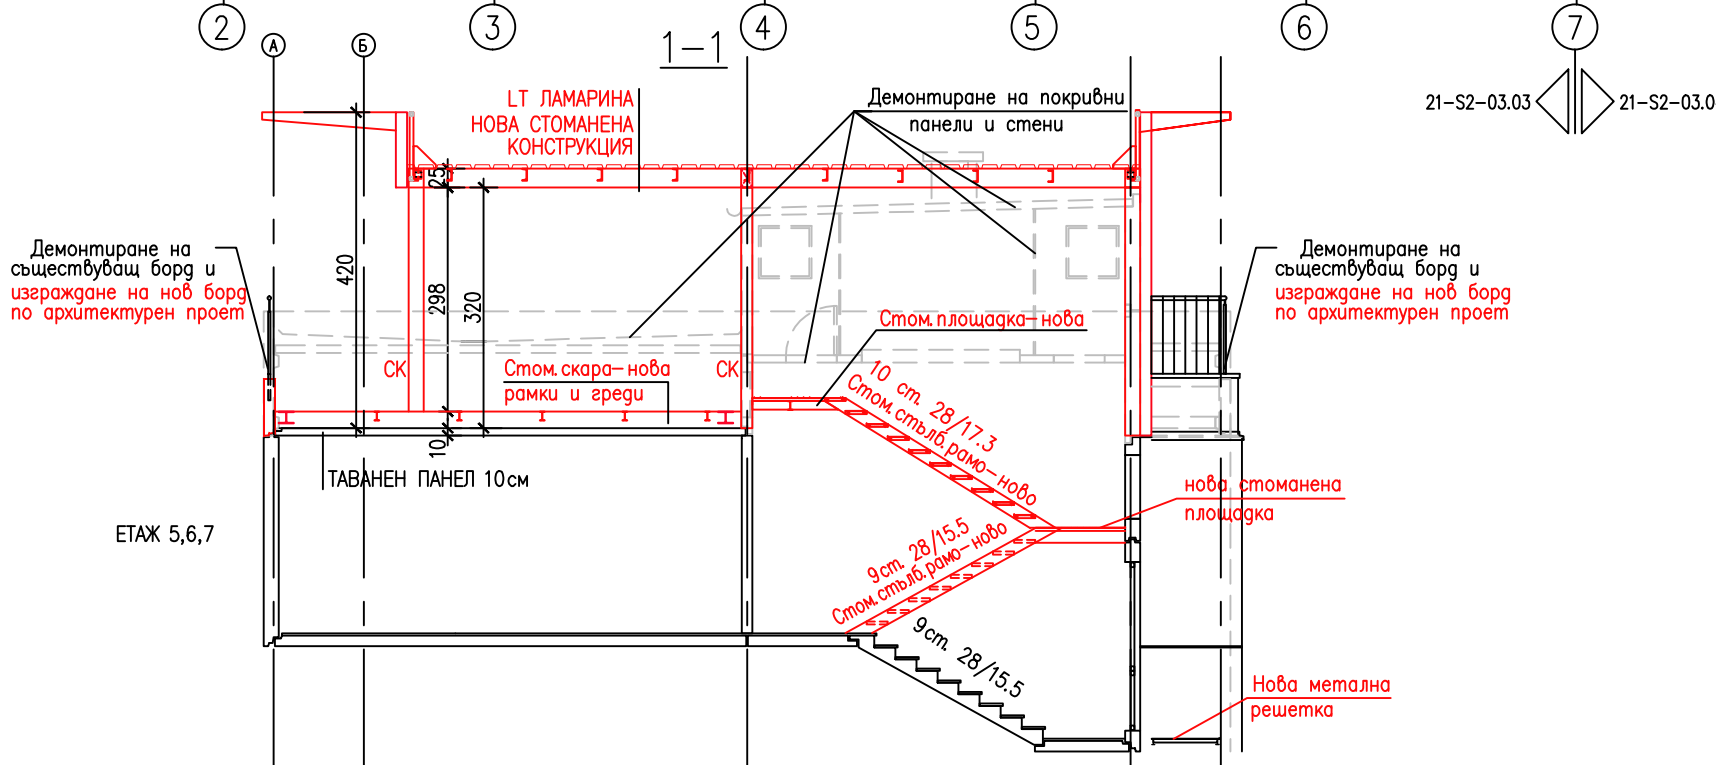 2
3
4
5
6
7
А
Б
1-1
21-S2-03.03
21-S2-03.0
LT ЛАМАРИНА
НОВА СТОМАНЕНА
КОНСТРУКЦИЯ
Демонтиране на покривни
панели и стени
25
420
298
320
10
Демонтиране на
съществуващ борд и
изграждане на нов борд
по архитектурен проет
Демонтиране на
съществуващ борд и
изграждане на нов борд
по архитектурен проет
Стом.площадка-нова
СК
СК
Стом.скара-нова
рамки и греди
10 ст. 28/17.3
Стом.стълб.рамо-ново
ТАВАНЕН ПАНЕЛ 10см
нова стоманена
площадка
ЕТАЖ 5,6,7
9ст. 28/15.5
Стом.стълб.рамо-ново
9ст. 28/15.5
Нова метална
решетка